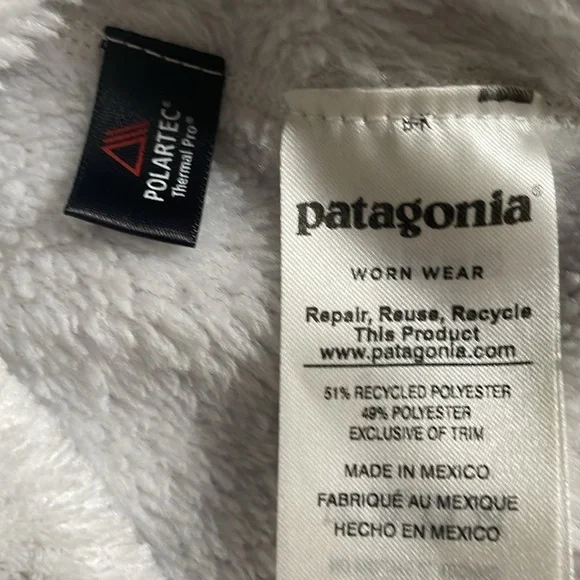 POLARTEC®
Thermal Pro®
patagonia®
WORN WEAR
Repair, Reuse, Recycle
This Product
www.patagonia.com
51% RECYCLED POLYESTER
49% POLYESTER
EXCLUSIVE OF TRIM
MADE IN MEXICO
FABRIQUÉ AU MEXIQUE
HECHO EN MEXICO